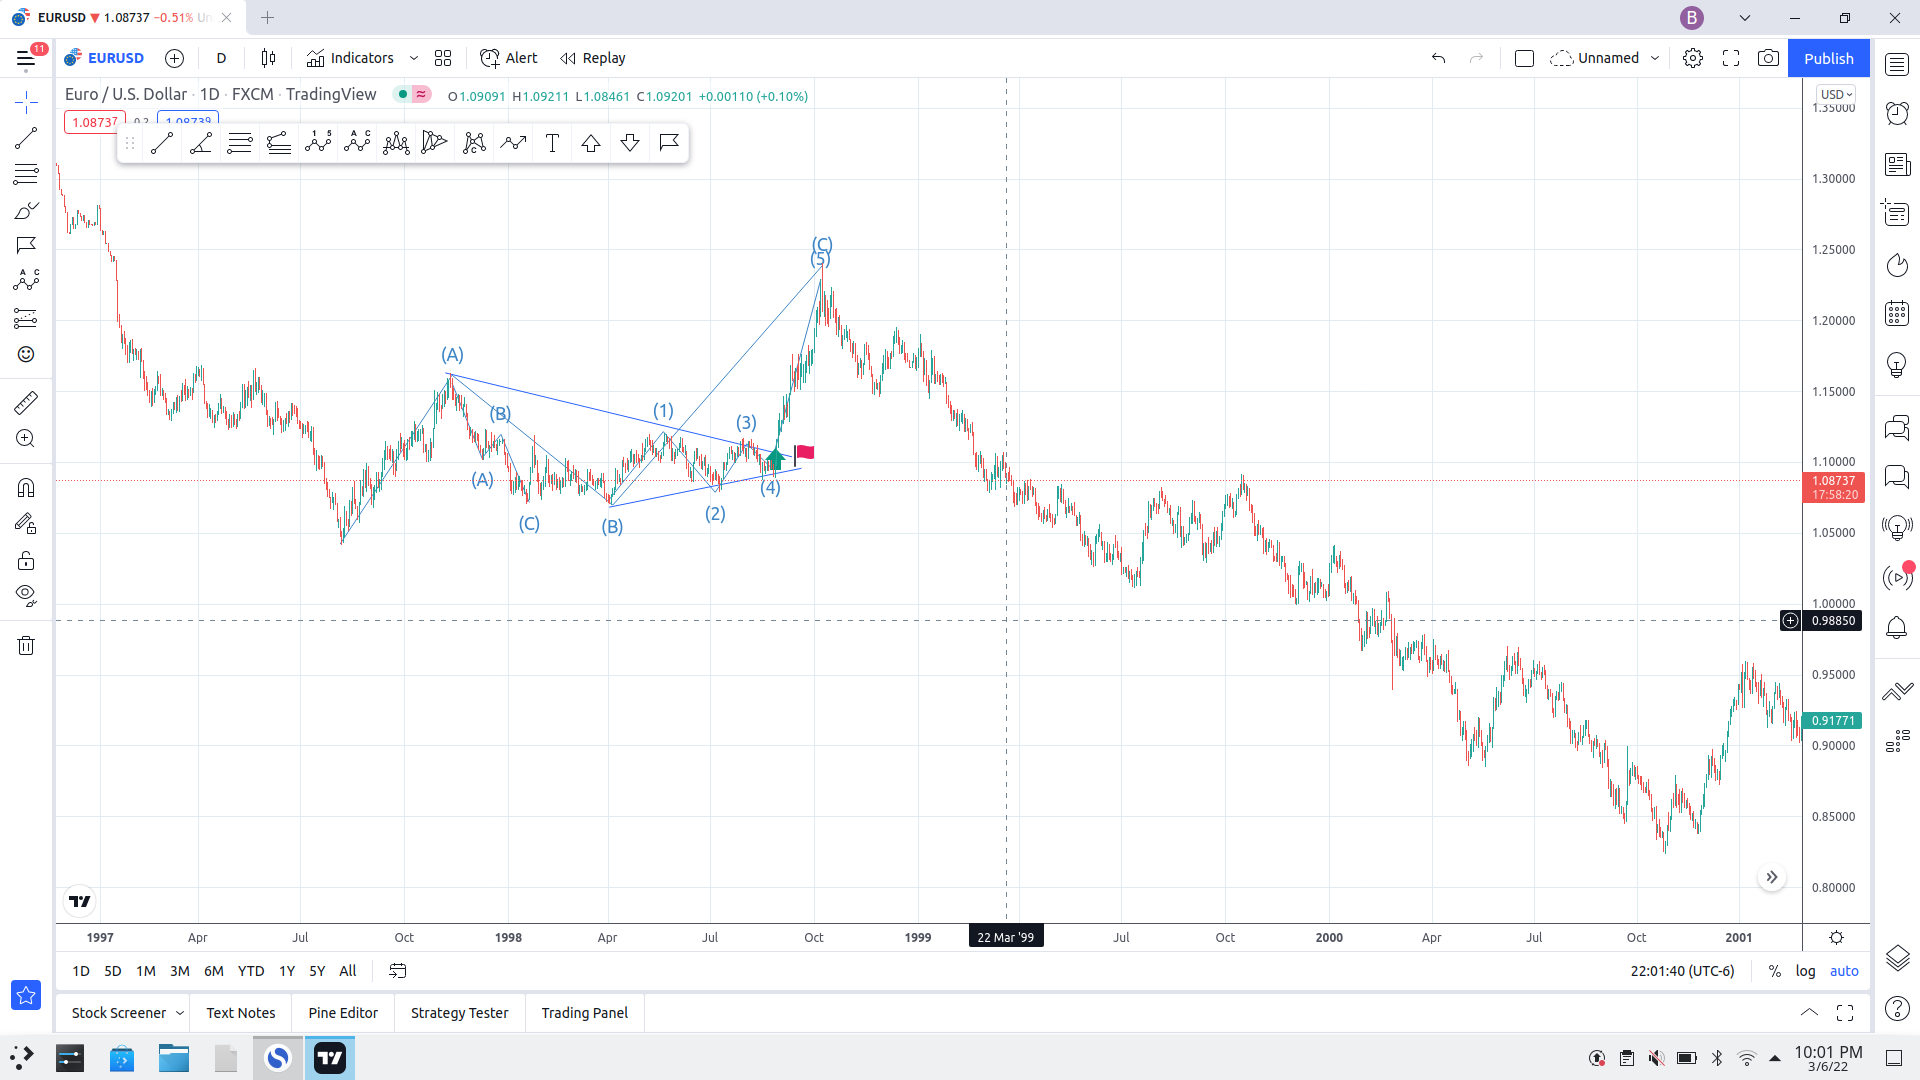 EURUSD ▼ 1.08737 −0.51% Un
B
11
EURUSD
D
Indicators
Alert
Replay
Unnamed
Publish
Euro / U.S. Dollar · 1D · FXCM · TradingView
O1.09091 H1.09211 L1.08461 C1.09201 +0.00110 (+0.10%)
USD
1.08737 0.2 1.08739
1 5
A C
C
T
A C
1.35000
1.30000
1.25000
1.20000
1.15000
1.10000
1.08737
17:58:20
1.05000
1.00000
0.98850
0.95000
0.91771
0.90000
0.85000
0.80000
(C)
(5)
(A)
(B)
(1)
(3)
(A)
(4)
(C)
(B)
(2)
1997 Apr Jul Oct 1998 Apr Jul Oct 1999 22 Mar '99 Jul Oct 2000 Apr Jul Oct 2001
1D 5D 1M 3M 6M YTD 1Y 5Y All
22:01:40 (UTC-6) % log auto
Stock Screener Text Notes Pine Editor Strategy Tester Trading Panel
10:01 PM
3/6/22